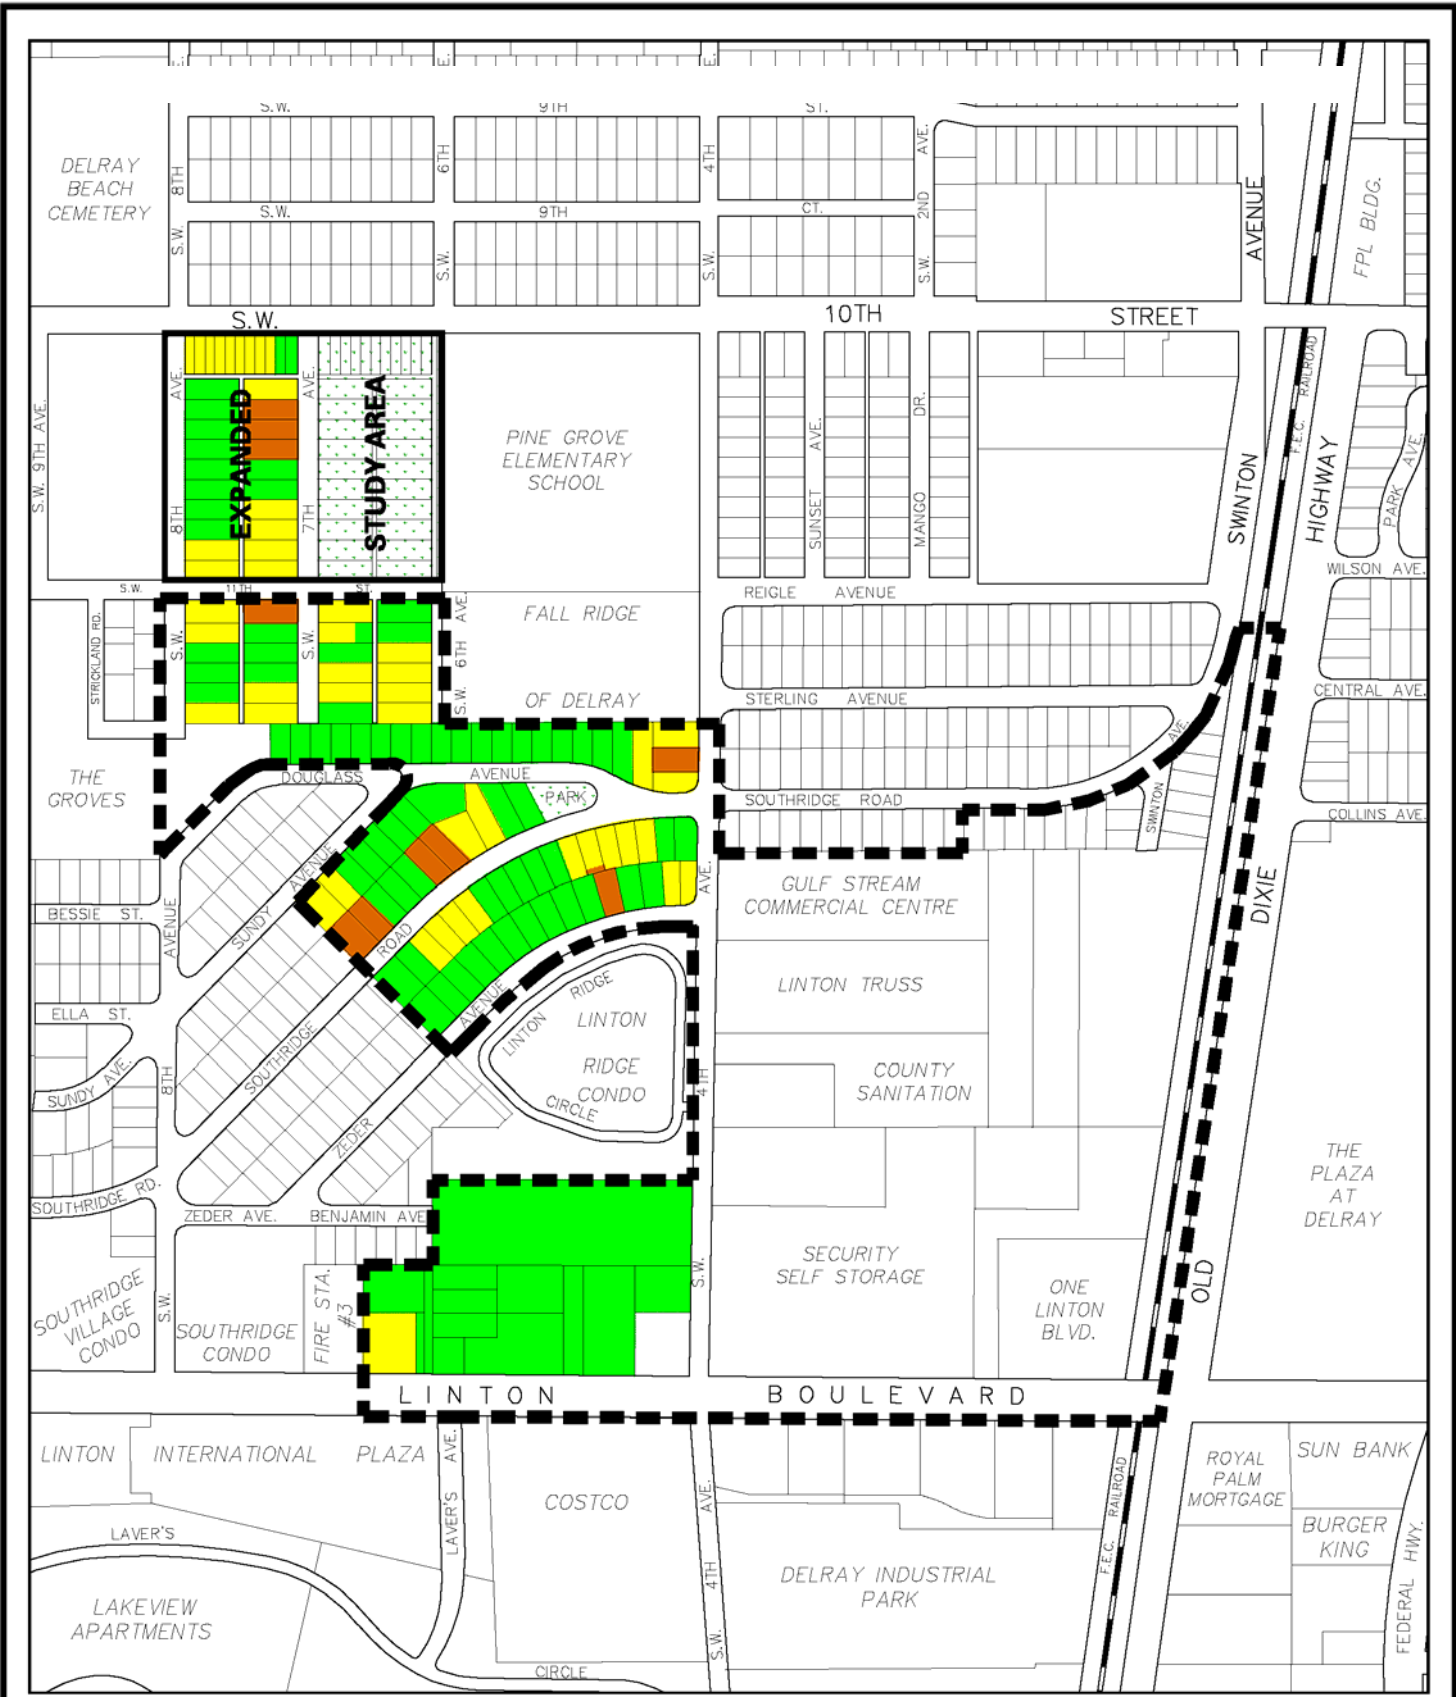 S.W. 9TH ST.
DELRAY
BEACH
CEMETERY
8TH
S.W.
6TH
S.W.
4TH
S.W.
AVE.
2ND
S.W.
S.W. 9TH CT.
AVENUE
FPL BLDG.
S.W. 10TH STREET
S.W. 9TH AVE.
AVE.
8TH
EXPANDED
AVE.
7TH
STUDY AREA
PINE GROVE
ELEMENTARY
SCHOOL
SUNSET AVE.
MANGO DR.
SWINTON
F.E.C. RAILROAD
HIGHWAY
PARK AVE.
WILSON AVE.
S.W. 11TH ST.
REIGLE AVENUE
STRICKLAND RD.
S.W.
S.W.
S.W. 6TH AVE.
FALL RIDGE
OF DELRAY
STERLING AVENUE
CENTRAL AVE.
AVE.
THE
GROVES
DOUGLASS AVENUE
PARK
SOUTHRIDGE ROAD
SWINTON
COLLINS AVE.
BESSIE ST.
AVENUE
SUNDY AVENUE
ROAD
AVE.
GULF STREAM
COMMERCIAL CENTRE
DIXIE
LINTON TRUSS
ELLA ST.
SUNDY AVE.
8TH
SOUTHRIDGE
ZEDER
AVENUE
LINTON RIDGE
CIRCLE
LINTON
RIDGE
CONDO
4TH
COUNTY
SANITATION
SOUTHRIDGE RD.
ZEDER AVE.
BENJAMIN AVE
THE
PLAZA
AT
DELRAY
SOUTHRIDGE
VILLAGE
CONDO
S.W.
SOUTHRIDGE
CONDO
FIRE STA.
#3
S.W.
SECURITY
SELF STORAGE
ONE
LINTON
BLVD.
OLD
LINTON BOULEVARD
LINTON INTERNATIONAL PLAZA
LAVER'S AVE.
COSTCO
S.W. 4TH AVE.
F.E.C. RAILROAD
ROYAL
PALM
MORTGAGE
SUN BANK
BURGER
KING
FEDERAL HWY.
LAVER'S
CIRCLE
LAKEVIEW
APARTMENTS
DELRAY INDUSTRIAL
PARK